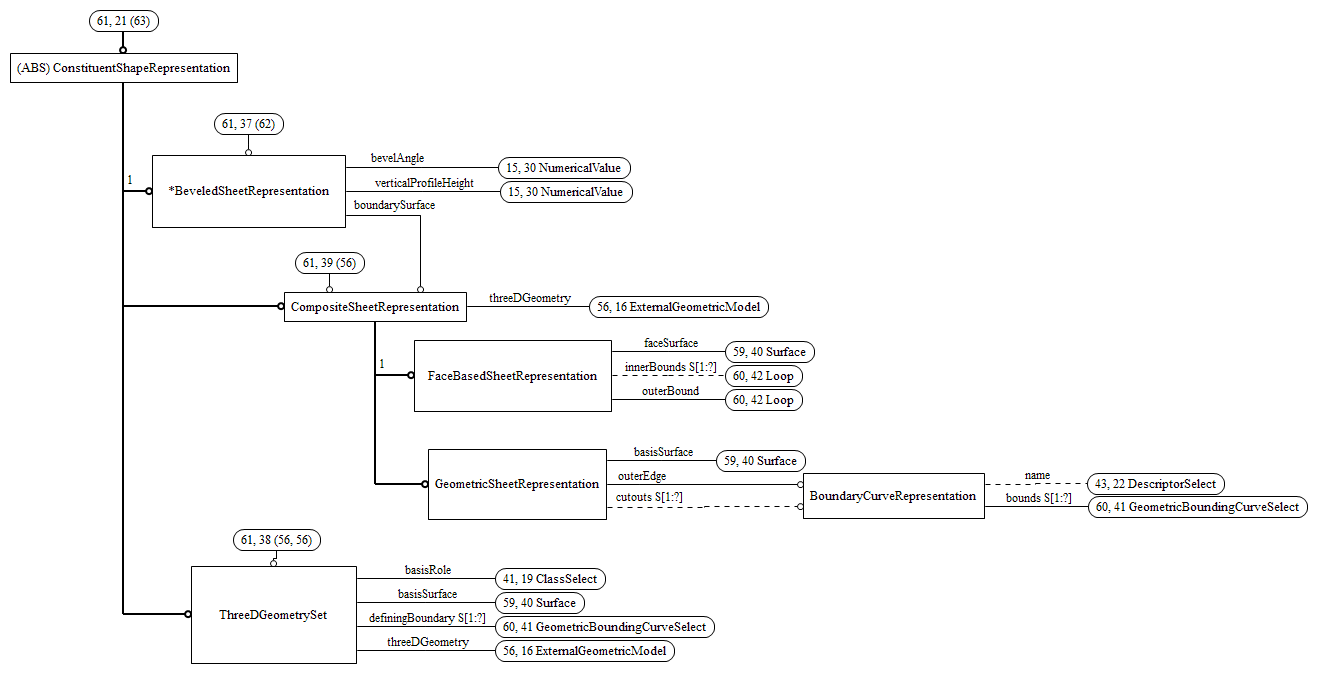 61, 21 (63)
(ABS) ConstituentShapeRepresentation
61, 37 (62)
1
*BeveledSheetRepresentation
bevelAngle
15, 30 NumericalValue
verticalProfileHeight
15, 30 NumericalValue
boundarySurface
61, 39 (56)
CompositeSheetRepresentation
threeDGeometry
56, 16 ExternalGeometricModel
1
FaceBasedSheetRepresentation
faceSurface
59, 40 Surface
innerBounds S[1:?]
60, 42 Loop
outerBound
60, 42 Loop
GeometricSheetRepresentation
basisSurface
59, 40 Surface
outerEdge
cutouts S[1:?]
BoundaryCurveRepresentation
name
43, 22 DescriptorSelect
bounds S[1:?]
60, 41 GeometricBoundingCurveSelect
61, 38 (56, 56)
ThreeDGeometrySet
basisRole
41, 19 ClassSelect
basisSurface
59, 40 Surface
definingBoundary S[1:?]
60, 41 GeometricBoundingCurveSelect
threeDGeometry
56, 16 ExternalGeometricModel